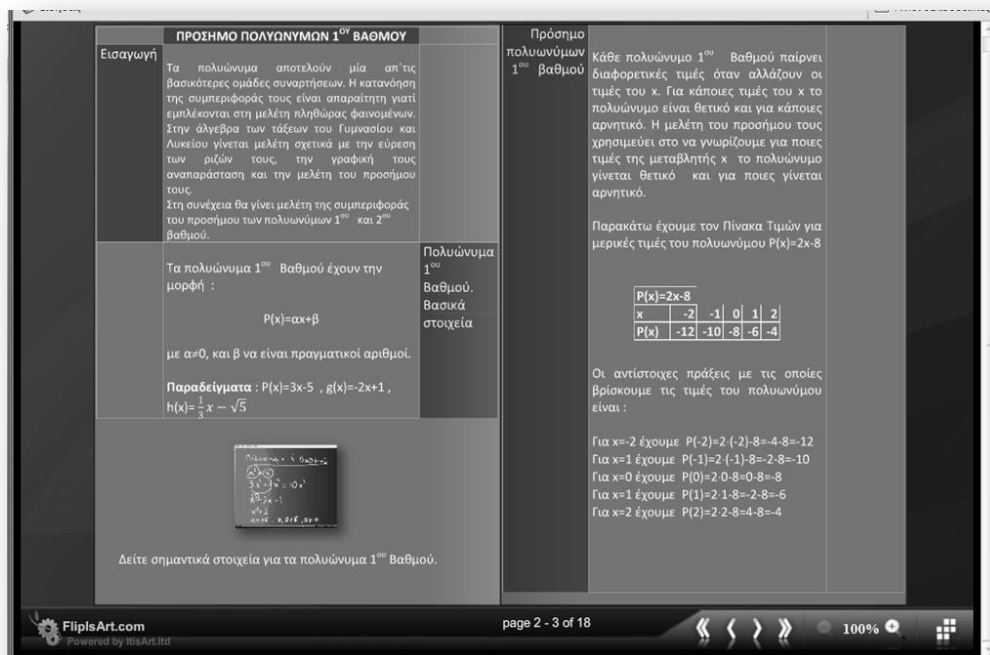 ΠΡΟΣΗΜΟ ΠΟΛΥΩΝΥΜΩΝ 1ΟΥ ΒΑΘΜΟΥ
Εισαγωγή
Τα πολυώνυμα αποτελούν μία απ΄τις
βασικότερες ομάδες συναρτήσεων. Η κατανόηση
της συμπεριφοράς τους είναι απαραίτητη γιατί
εμπλέκονται στη μελέτη πληθώρας φαινομένων.
Στην άλγεβρα των τάξεων του Γυμνασίου και
Λυκείου γίνεται μελέτη σχετικά με την εύρεση
των ριζών τους, την γραφική τους
αναπαράσταση και την μελέτη του προσήμου
τους.
Στη συνέχεια θα γίνει μελέτη της συμπεριφοράς
του προσήμου των πολυωνύμων 1ου και 2ου
βαθμού.
Πολυώνυμα
1ου
Βαθμού.
Βασικά
στοιχεία
Τα πολυώνυμα 1ου Βαθμού έχουν την
μορφή :
P(x)=αx+β
με α≠0, και β να είναι πραγματικοί αριθμοί.
Παραδείγματα : P(x)=3x-5 , g(x)=-2x+1 ,
h(x)=1/3 x − √5
Δείτε σημαντικά στοιχεία για τα πολυώνυμα 1ου Βαθμού.
Πρόσημο
πολυωνύμων
1ου βαθμού
Κάθε πολυώνυμο 1ου Βαθμού παίρνει
διαφορετικές τιμές όταν αλλάζουν οι
τιμές του x. Για κάποιες τιμές του x το
πολυώνυμο είναι θετικό και για κάποιες
αρνητικό. Η μελέτη του προσήμου τους
χρησιμεύει στο να γνωρίζουμε για ποιες
τιμές της μεταβλητής x το πολυώνυμο
γίνεται θετικό και για ποιες γίνεται
αρνητικό.
Παρακάτω έχουμε τον Πίνακα Τιμών για
μερικές τιμές του πολυωνύμου P(x)=2x-8
P(x)=2x-8
x -2 -1 0 1 2
P(x) -12 -10 -8 -6 -4
Οι αντίστοιχες πράξεις με τις οποίες
βρίσκουμε τις τιμές του πολυωνύμου
είναι :
Για x=-2 έχουμε P(-2)=2·(-2)-8=-4-8=-12
Για x=1 έχουμε P(-1)=2·(-1)-8=-2-8=-10
Για x=0 έχουμε P(0)=2·0-8=0-8=-8
Για x=1 έχουμε P(1)=2·1-8=-2-8=-6
Για x=2 έχουμε P(2)=2·2-8=4-8=-4
FlipIsArt.com
Powered by ItisArt.ltd
page 2 - 3 of 18
100%